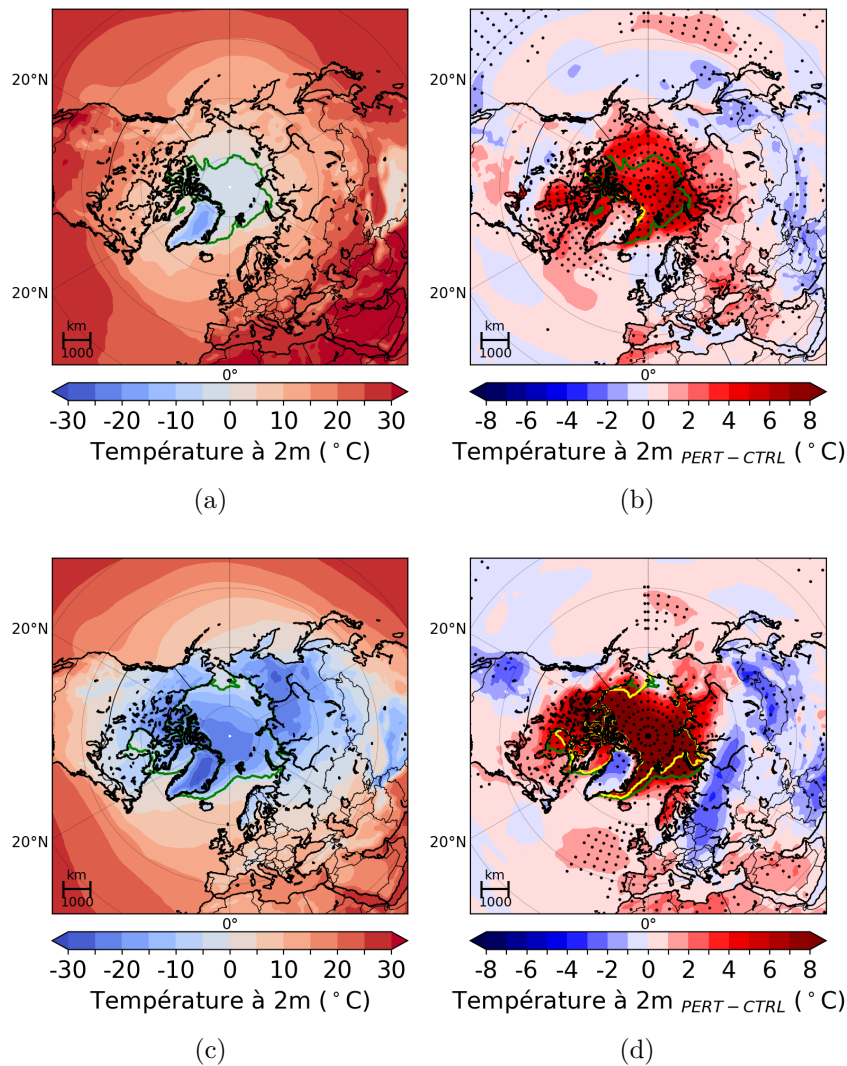 20°N
20°N
km
1000
0°
-30 -20 -10 0 10 20 30
Température à 2m (°C)
(a)
20°N
20°N
km
1000
0°
-8 -6 -4 -2 0 2 4 6 8
Température à 2m PERT-CTRL (°C)
(b)
20°N
20°N
km
1000
0°
-30 -20 -10 0 10 20 30
Température à 2m (°C)
(c)
20°N
20°N
km
1000
0°
-8 -6 -4 -2 0 2 4 6 8
Température à 2m PERT-CTRL (°C)
(d)